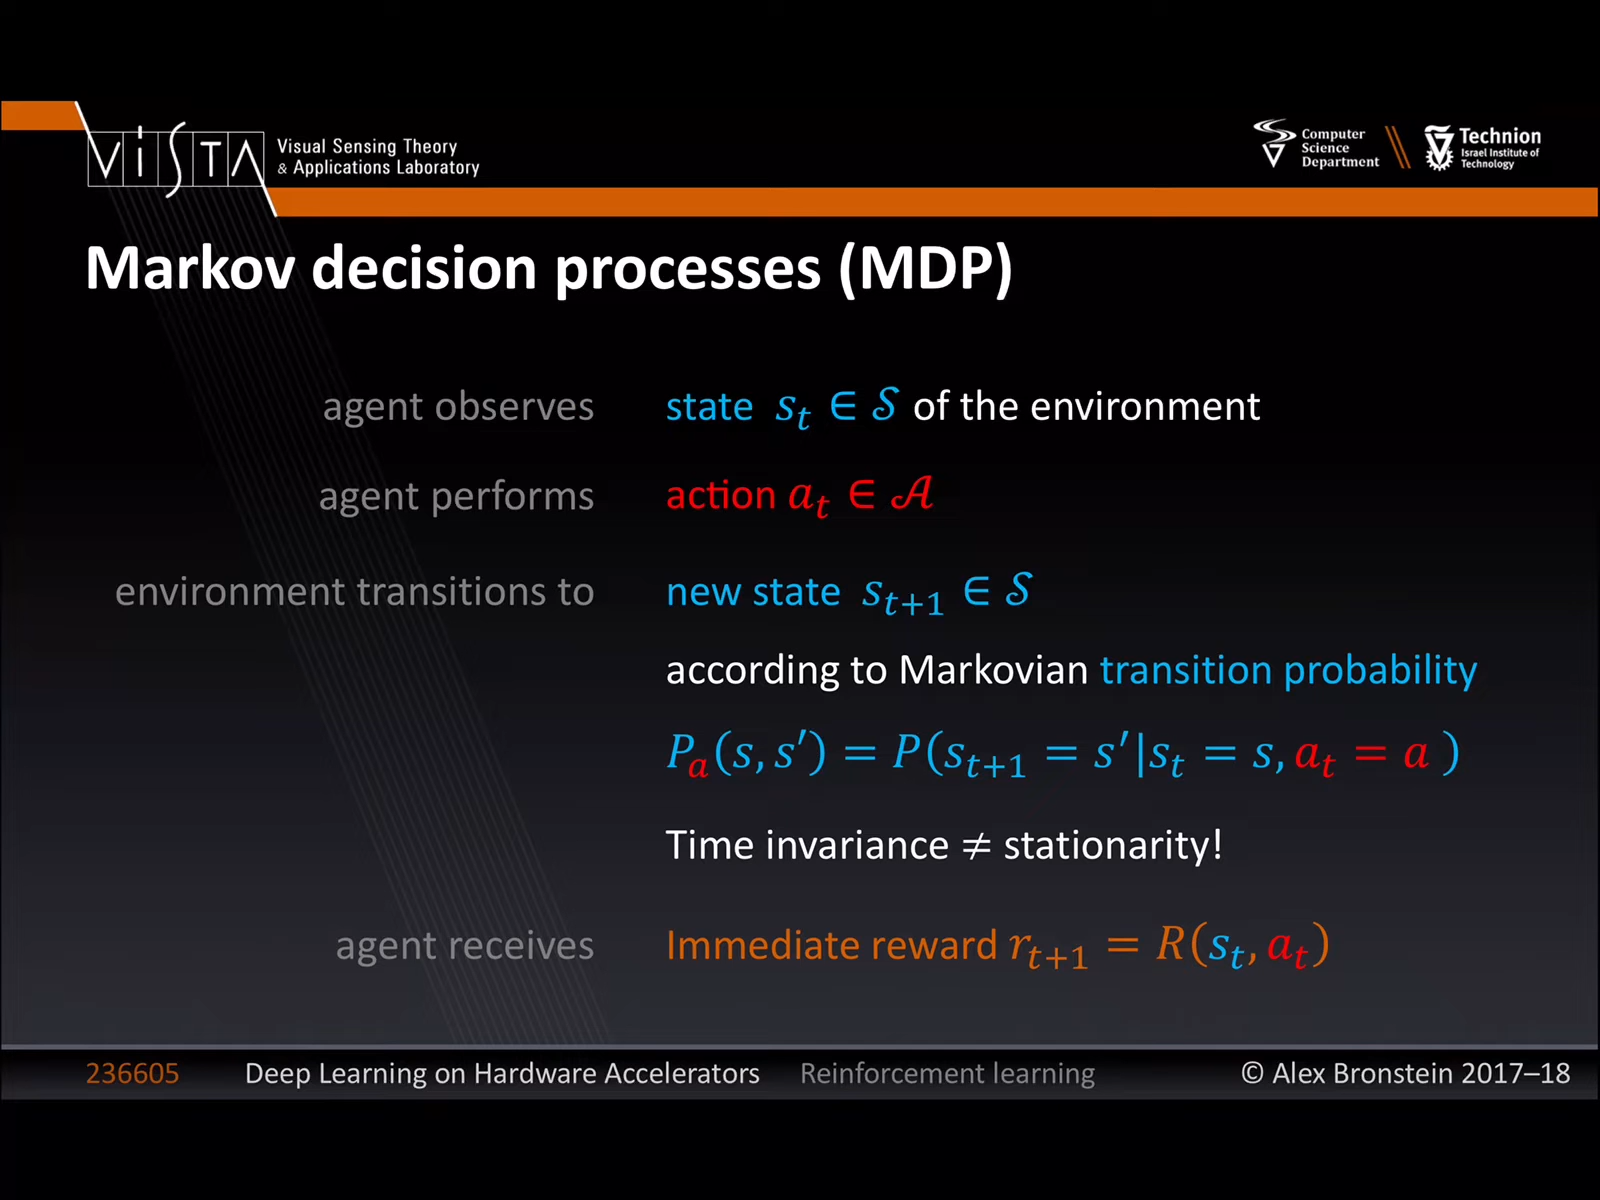 ViSTA
Visual Sensing Theory
& Applications Laboratory
Computer
Science
Department
Technion
Israel Institute of
Technology
Markov decision processes (MDP)
agent observes state s_t ∈ 𝒮 of the environment
agent performs action a_t ∈ 𝒜
environment transitions to new state s_{t+1} ∈ 𝒮
according to Markovian transition probability
P_a(s, s′) = P(s_{t+1} = s′|s_t = s, a_t = a )
Time invariance ≠ stationarity!
agent receives Immediate reward r_{t+1} = R(s_t, a_t)
236605 Deep Learning on Hardware Accelerators Reinforcement learning © Alex Bronstein 2017–18